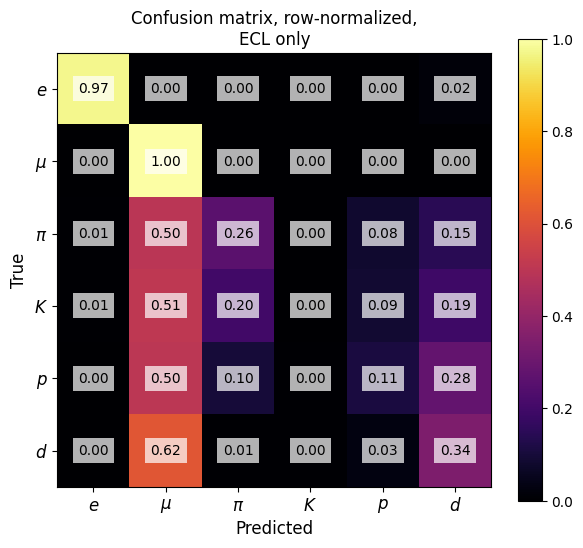 Confusion matrix, row-normalized,
ECL only
True
e 0.97 0.00 0.00 0.00 0.00 0.02
μ 0.00 1.00 0.00 0.00 0.00 0.00
π 0.01 0.50 0.26 0.00 0.08 0.15
K 0.01 0.51 0.20 0.00 0.09 0.19
p 0.00 0.50 0.10 0.00 0.11 0.28
d 0.00 0.62 0.01 0.00 0.03 0.34
e μ π K p d
Predicted
1.0
0.8
0.6
0.4
0.2
0.0